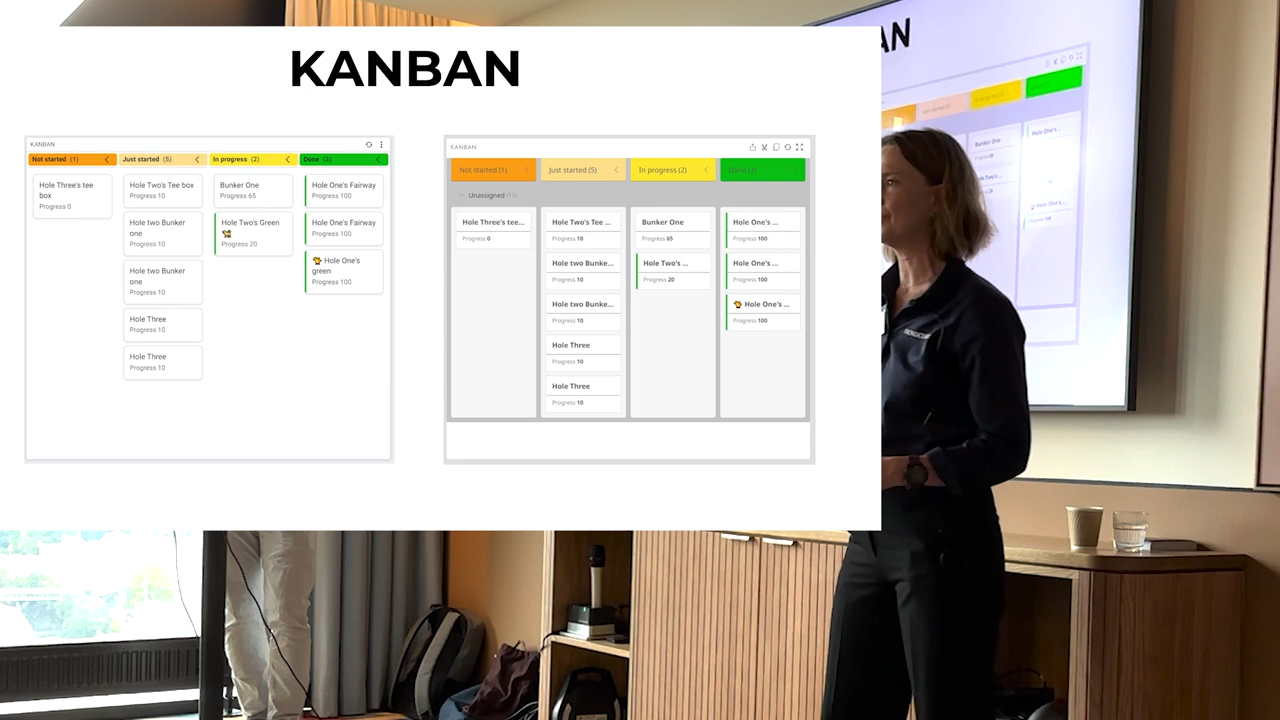 KANBAN
KANBAN
Not started (1)
Just started (5)
In progress (2)
Done (3)
Hole Three's tee
box
Progress 0
Hole Two's Tee box
Progress 10
Hole two Bunker
one
Progress 10
Hole two Bunker
one
Progress 10
Hole Three
Progress 10
Hole Three
Progress 10
Bunker One
Progress 65
Hole Two's Green
Progress 20
Hole One's Fairway
Progress 100
Hole One's Fairway
Progress 100
Hole One's
green
Progress 100
KANBAN
Not started (1)
Just started (5)
In progress (2)
Done (3)
Unassigned (11)
Hole Three's tee...
Progress 0
Hole Two's Tee ...
Progress 10
Hole two Bunke...
Progress 10
Hole two Bunke...
Progress 10
Hole Three
Progress 10
Hole Three
Progress 10
Bunker One
Progress 65
Hole Two's ...
Progress 20
Hole One's ...
Progress 100
Hole One's ...
Progress 100
Hole One's ...
Progress 100
AN
Bunker One
Hole One's ...